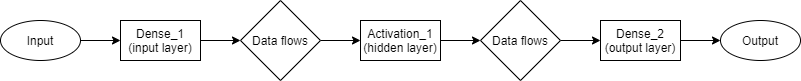 Input
Dense_1
(input layer)
Data flows
Activation_1
(hidden layer)
Data flows
Dense_2
(output layer)
Output